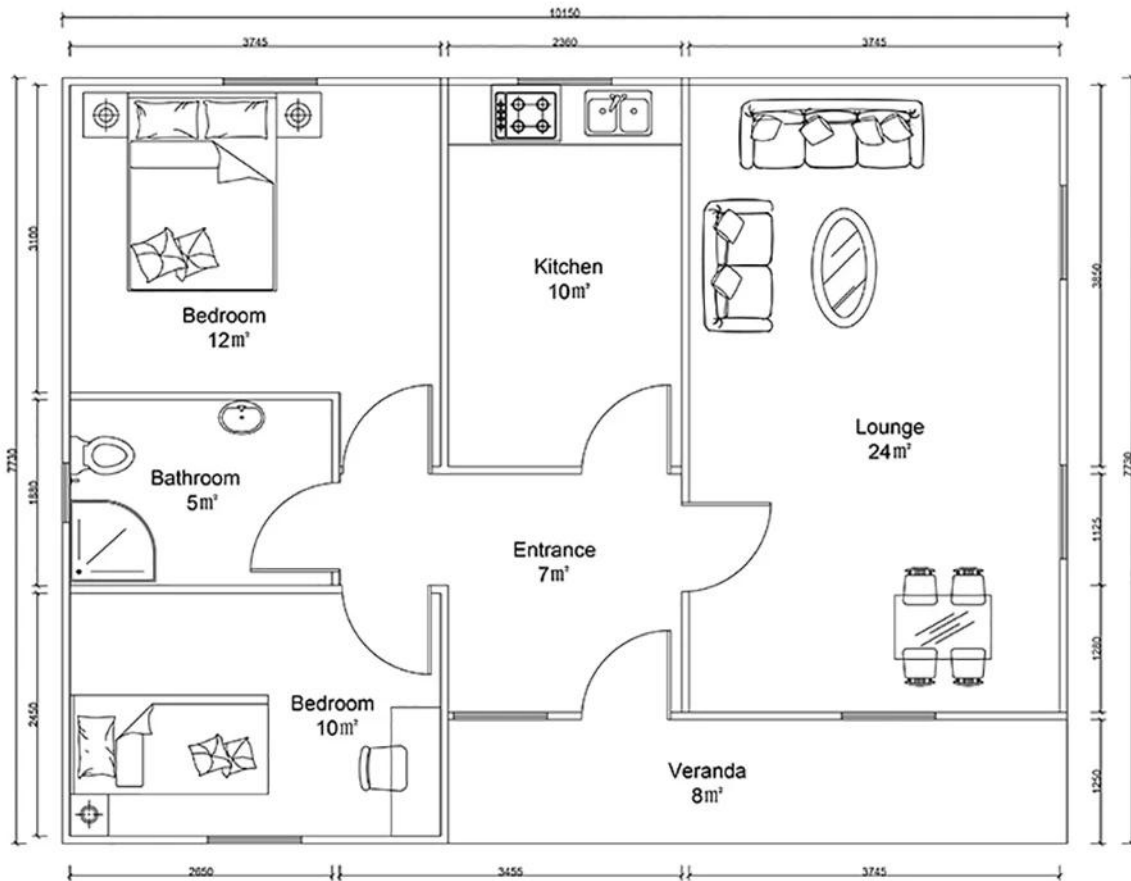 10150
3745
2360
3745
7730
3100
1880
2450
3850
1125
1280
1250
7730
Bedroom
12m²
Kitchen
10m²
Lounge
24m²
Bathroom
5m²
Entrance
7m²
Bedroom
10m²
Veranda
8m²
2650
3455
3745